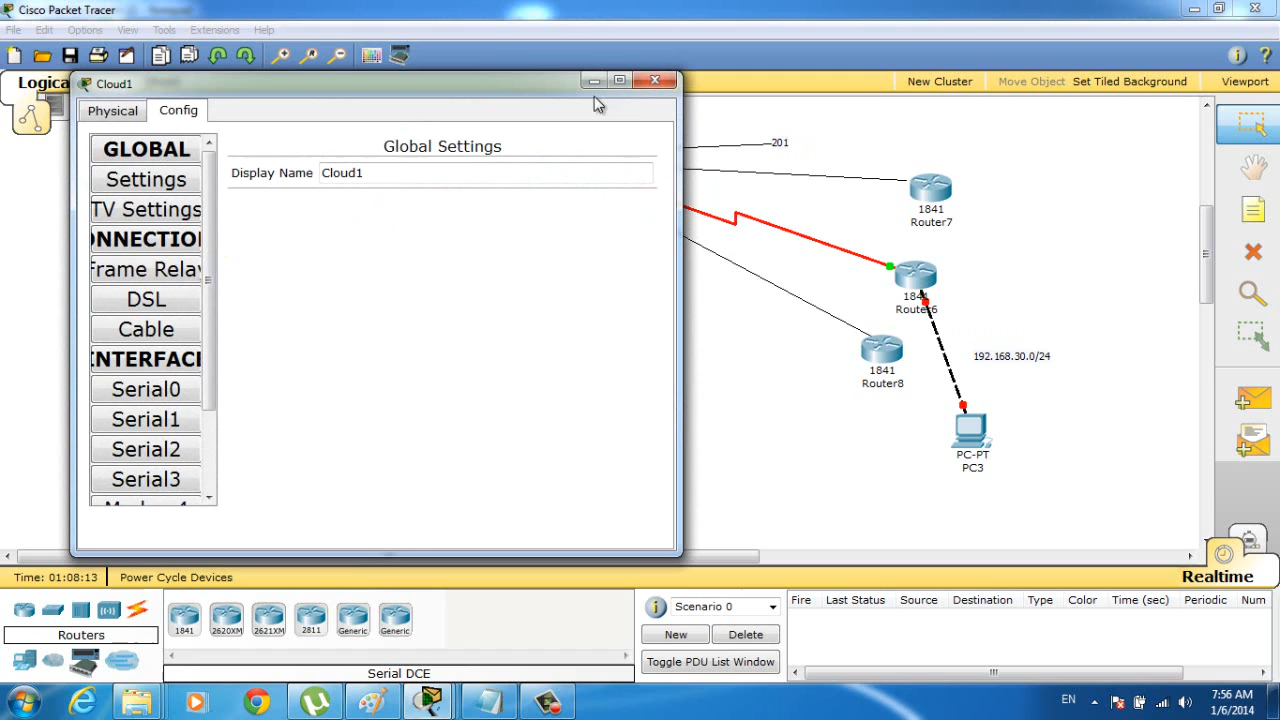 Cisco Packet Tracer
File Edit Options View Tools Extensions Help
Logica
New Cluster Move Object Set Tiled Background Viewport
Cloud1
Physical Config
GLOBAL
Settings
TV Settings
ONNECTIO
Frame Rela
DSL
Cable
INTERFACE
Serial0
Serial1
Serial2
Serial3
Global Settings
Display Name Cloud1
201
1841
Router7
1841
Router6
1841
Router8
192.168.30.0/24
PC-PT
PC3
Time: 01:08:13 Power Cycle Devices
Realtime
Routers
1841 2620XM 2621XM 2811 Generic Generic
Serial DCE
Scenario 0
New Delete
Toggle PDU List Window
Fire Last Status Source Destination Type Color Time (sec) Periodic Num
EN
7:56 AM
1/6/2014